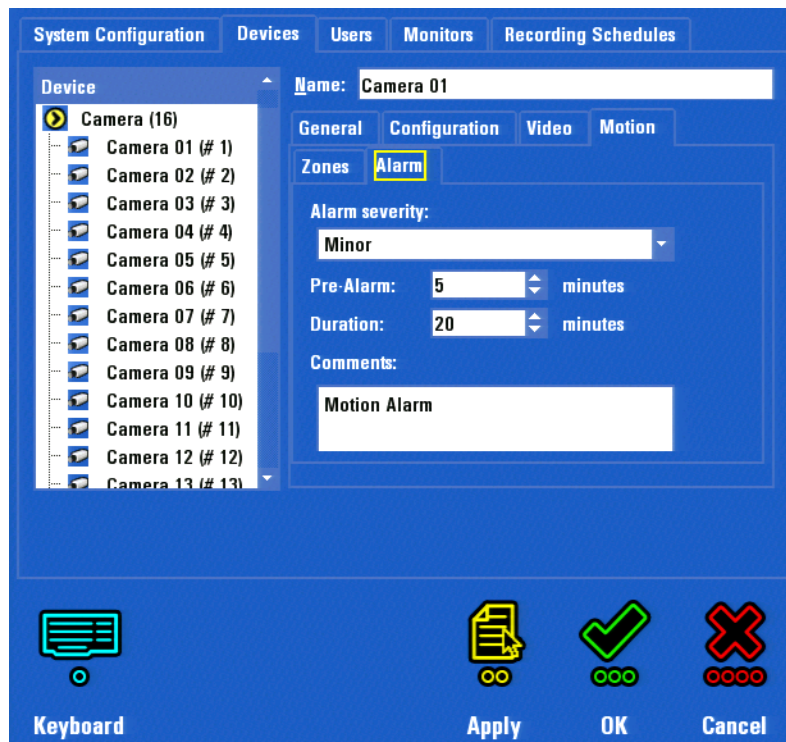 System Configuration Devices Users Monitors Recording Schedules
Device
Camera (16)
Camera 01 (# 1)
Camera 02 (# 2)
Camera 03 (# 3)
Camera 04 (# 4)
Camera 05 (# 5)
Camera 06 (# 6)
Camera 07 (# 7)
Camera 08 (# 8)
Camera 09 (# 9)
Camera 10 (# 10)
Camera 11 (# 11)
Camera 12 (# 12)
Camera 13 (# 13)
Name: Camera 01
General Configuration Video Motion
Zones Alarm
Alarm severity:
Minor
Pre-Alarm: 5 minutes
Duration: 20 minutes
Comments:
Motion Alarm
Keyboard Apply OK Cancel